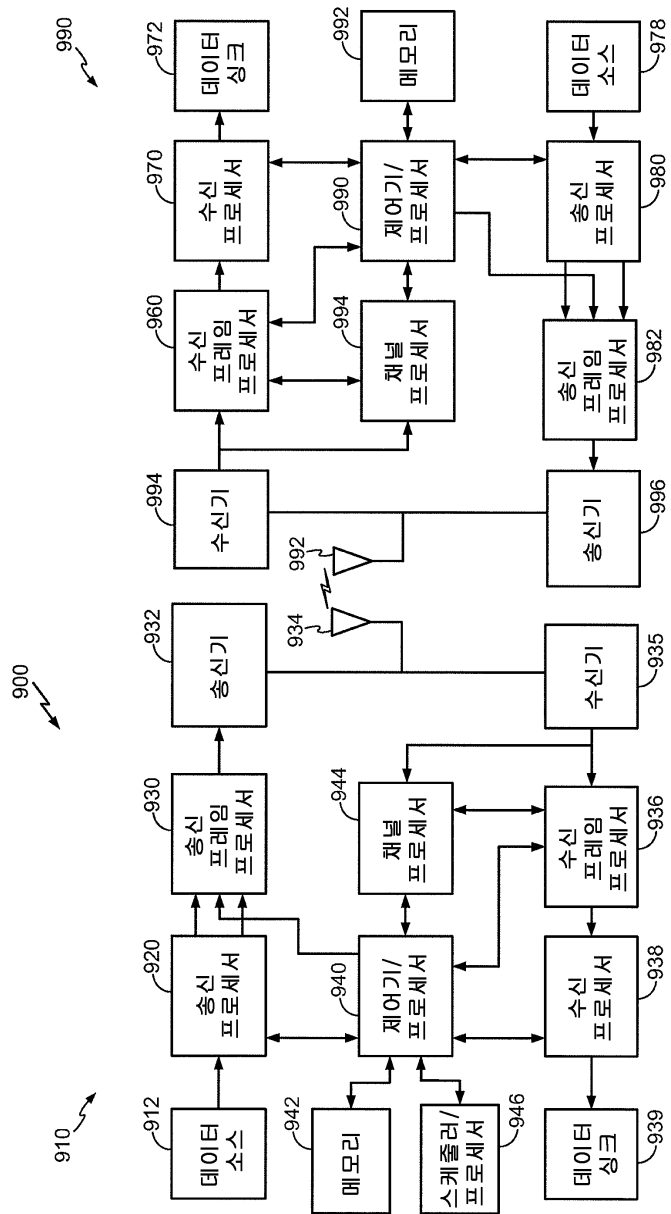 900
910
990
912
데이터
소스
920
송신
프로세서
930
송신
프레임
프로세서
932
송신기
994
수신기
960
수신
프레임
프로세서
970
수신
프로세서
972
데이터
싱크
934
992
942
메모리
940
제어기/
프로세서
944
채널
프로세서
994
채널
프로세서
990
제어기/
프로세서
992
메모리
946
스케줄러/
프로세서
939
데이터
싱크
938
수신
프로세서
936
수신
프레임
프로세서
935
수신기
996
송신기
982
송신
프레임
프로세서
980
송신
프로세서
978
데이터
소스